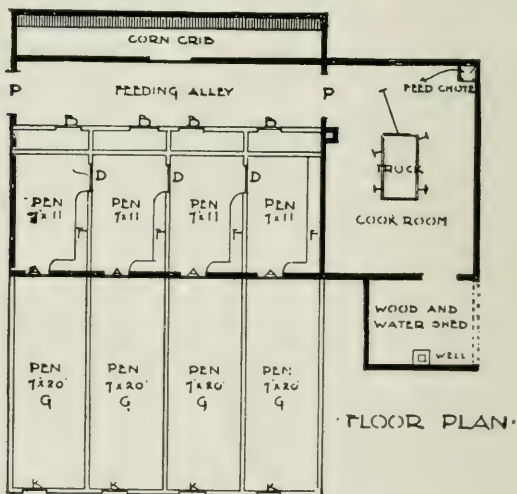 CORN CRIB
P
FEEDING ALLEY
P
FEED CHUTE
B B B B
TRUCK
D D D
PEN
7x11
PEN
7x11
PEN
7x11
PEN
7x11
F F F F
COOK ROOM
A A A A
WOOD AND
WATER SHED
WELL
PEN
7x20'
G
PEN
7x20
G
PEN
7x20
G
PEN
7x20'
G
·FLOOR PLAN·
K K K K